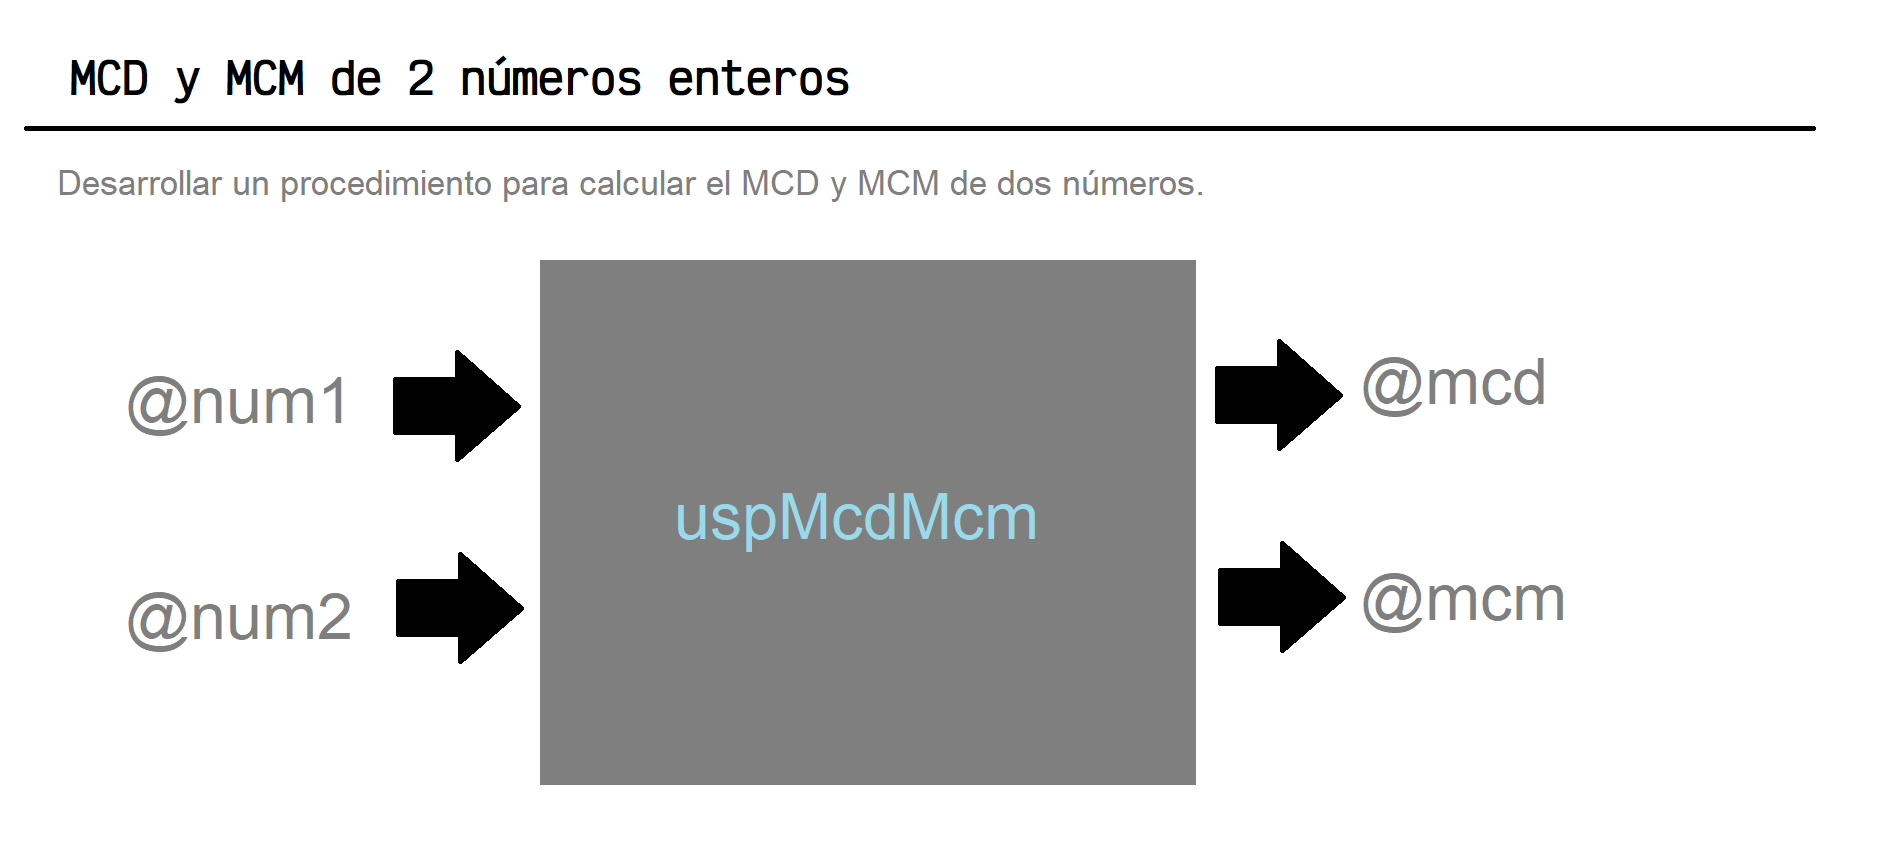 MCD y MCM de 2 números enteros
Desarrollar un procedimiento para calcular el MCD y MCM de dos números.
@num1
@num2
uspMcdMcm
@mcd
@mcm